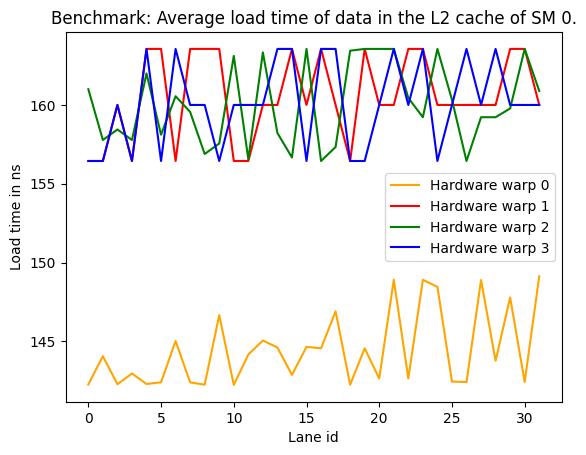 Benchmark: Average load time of data in the L2 cache of SM 0.
Load time in ns
160
155
150
145
Hardware warp 0
Hardware warp 1
Hardware warp 2
Hardware warp 3
0 5 10 15 20 25 30
Lane id